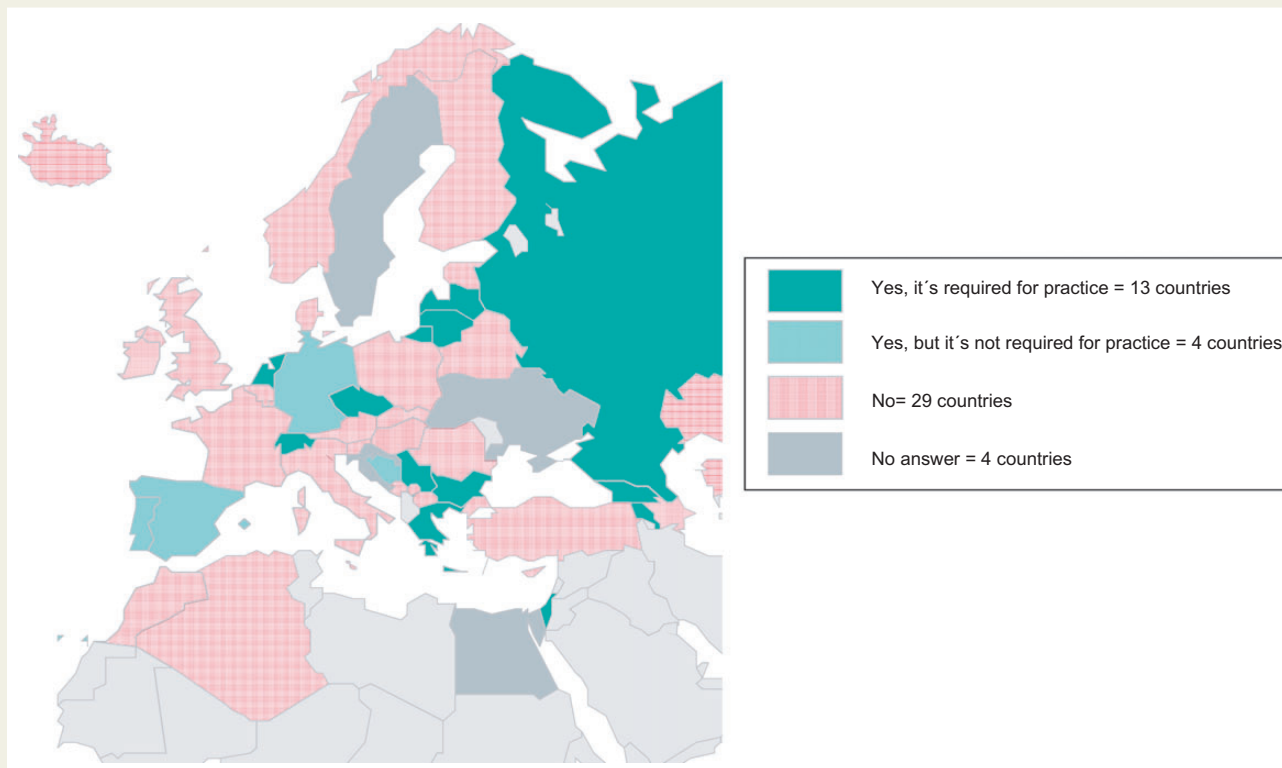 Yes, it´s required for practice = 13 countries
Yes, but it´s not required for practice = 4 countries
No= 29 countries
No answer = 4 countries